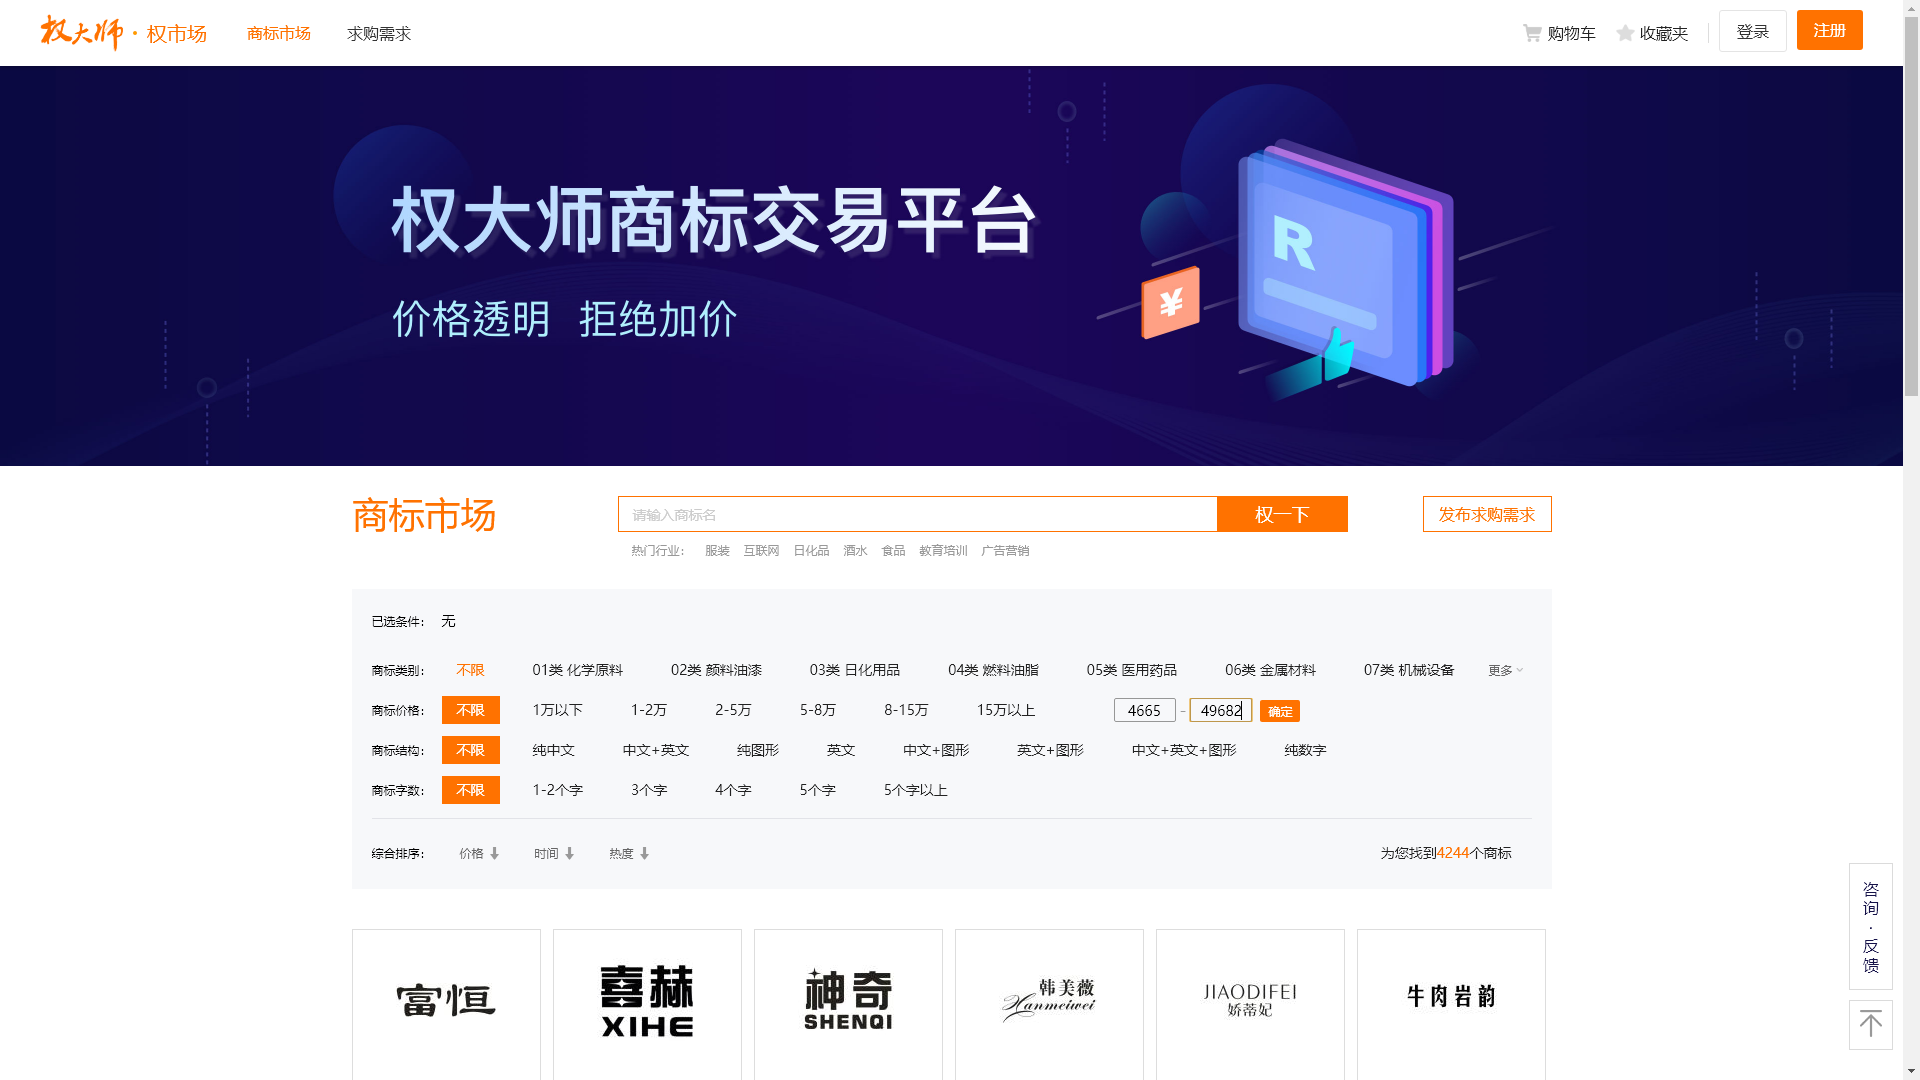 权大师·权市场 商标市场 求购需求 购物车 收藏夹 登录 注册
权大师商标交易平台
价格透明 拒绝加价
R
¥
商标市场 请输入商标名 权一下 发布求购需求
热门行业： 服装 互联网 日化品 酒水 食品 教育培训 广告营销
已选条件： 无
商标类别： 不限 01类 化学原料 02类 颜料油漆 03类 日化用品 04类 燃料油脂 05类 医用药品 06类 金属材料 07类 机械设备 更多
商标价格： 不限 1万以下 1-2万 2-5万 5-8万 8-15万 15万以上 4665 - 49682 确定
商标结构： 不限 纯中文 中文+英文 纯图形 英文 中文+图形 英文+图形 中文+英文+图形 纯数字
商标字数： 不限 1-2个字 3个字 4个字 5个字 5个字以上
综合排序： 价格 时间 热度 为您找到4244个商标
咨询·反馈
富恒
喜赫
XIHE
神奇
SHENQI
韩美薇
Hanmeiwei
JIAODIFEI
娇蒂妃
牛肉岩韵